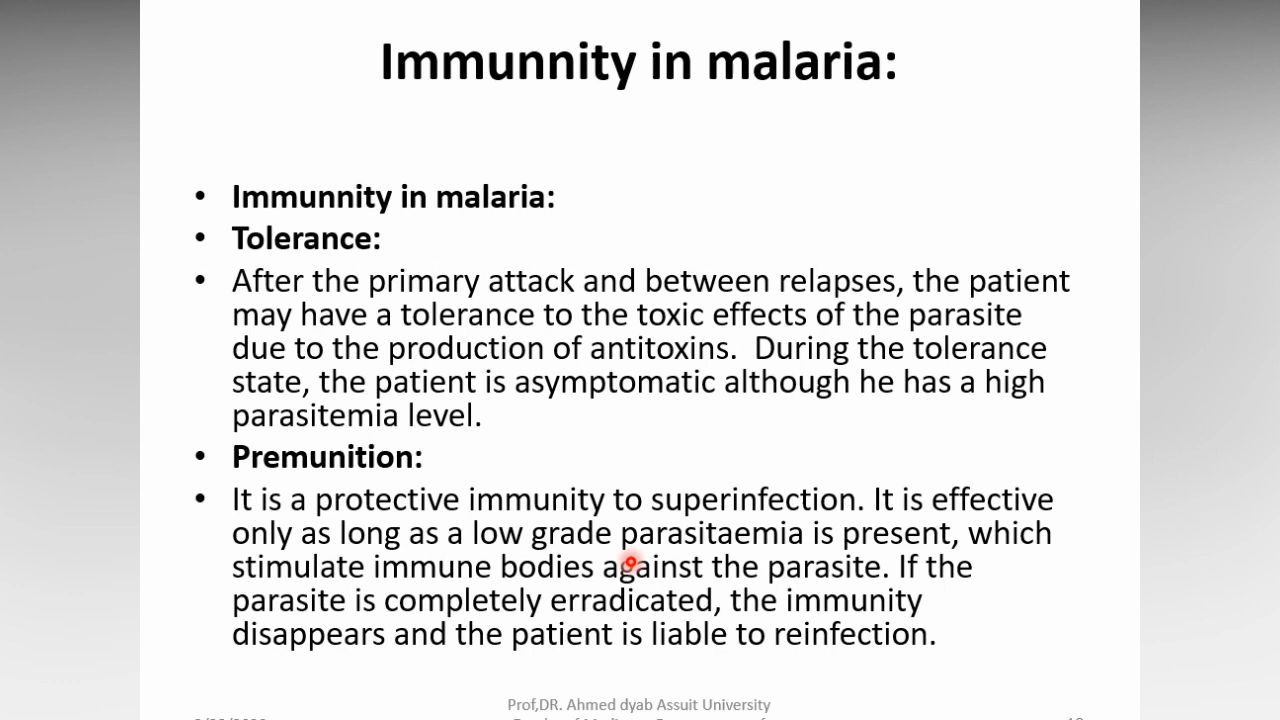 Immunnity in malaria:
• Immunnity in malaria:
• Tolerance:
• After the primary attack and between relapses, the patient
may have a tolerance to the toxic effects of the parasite
due to the production of antitoxins. During the tolerance
state, the patient is asymptomatic although he has a high
parasitemia level.
• Premunition:
• It is a protective immunity to superinfection. It is effective
only as long as a low grade parasitaemia is present, which
stimulate immune bodies against the parasite. If the
parasite is completely erradicated, the immunity
disappears and the patient is liable to reinfection.
Prof,DR. Ahmed dyab Assuit University